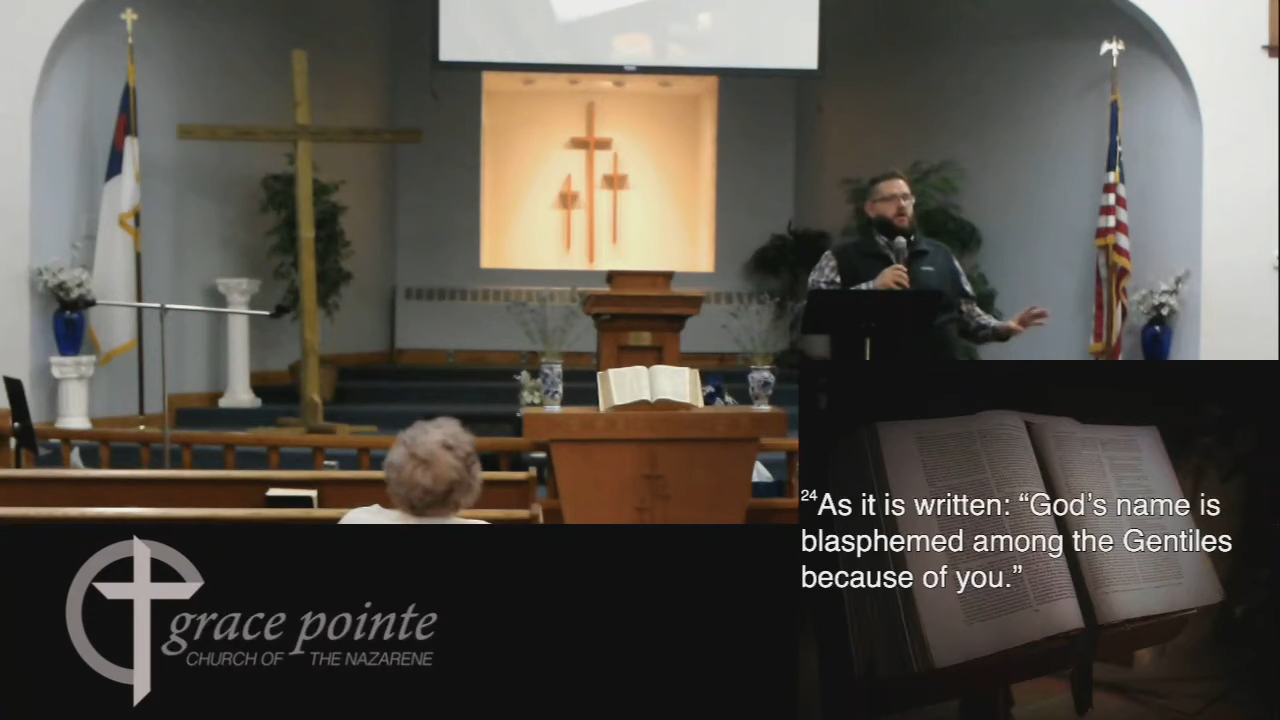 24As it is written: “God’s name is
blasphemed among the Gentiles
because of you.”
grace pointe
CHURCH OF THE NAZARENE